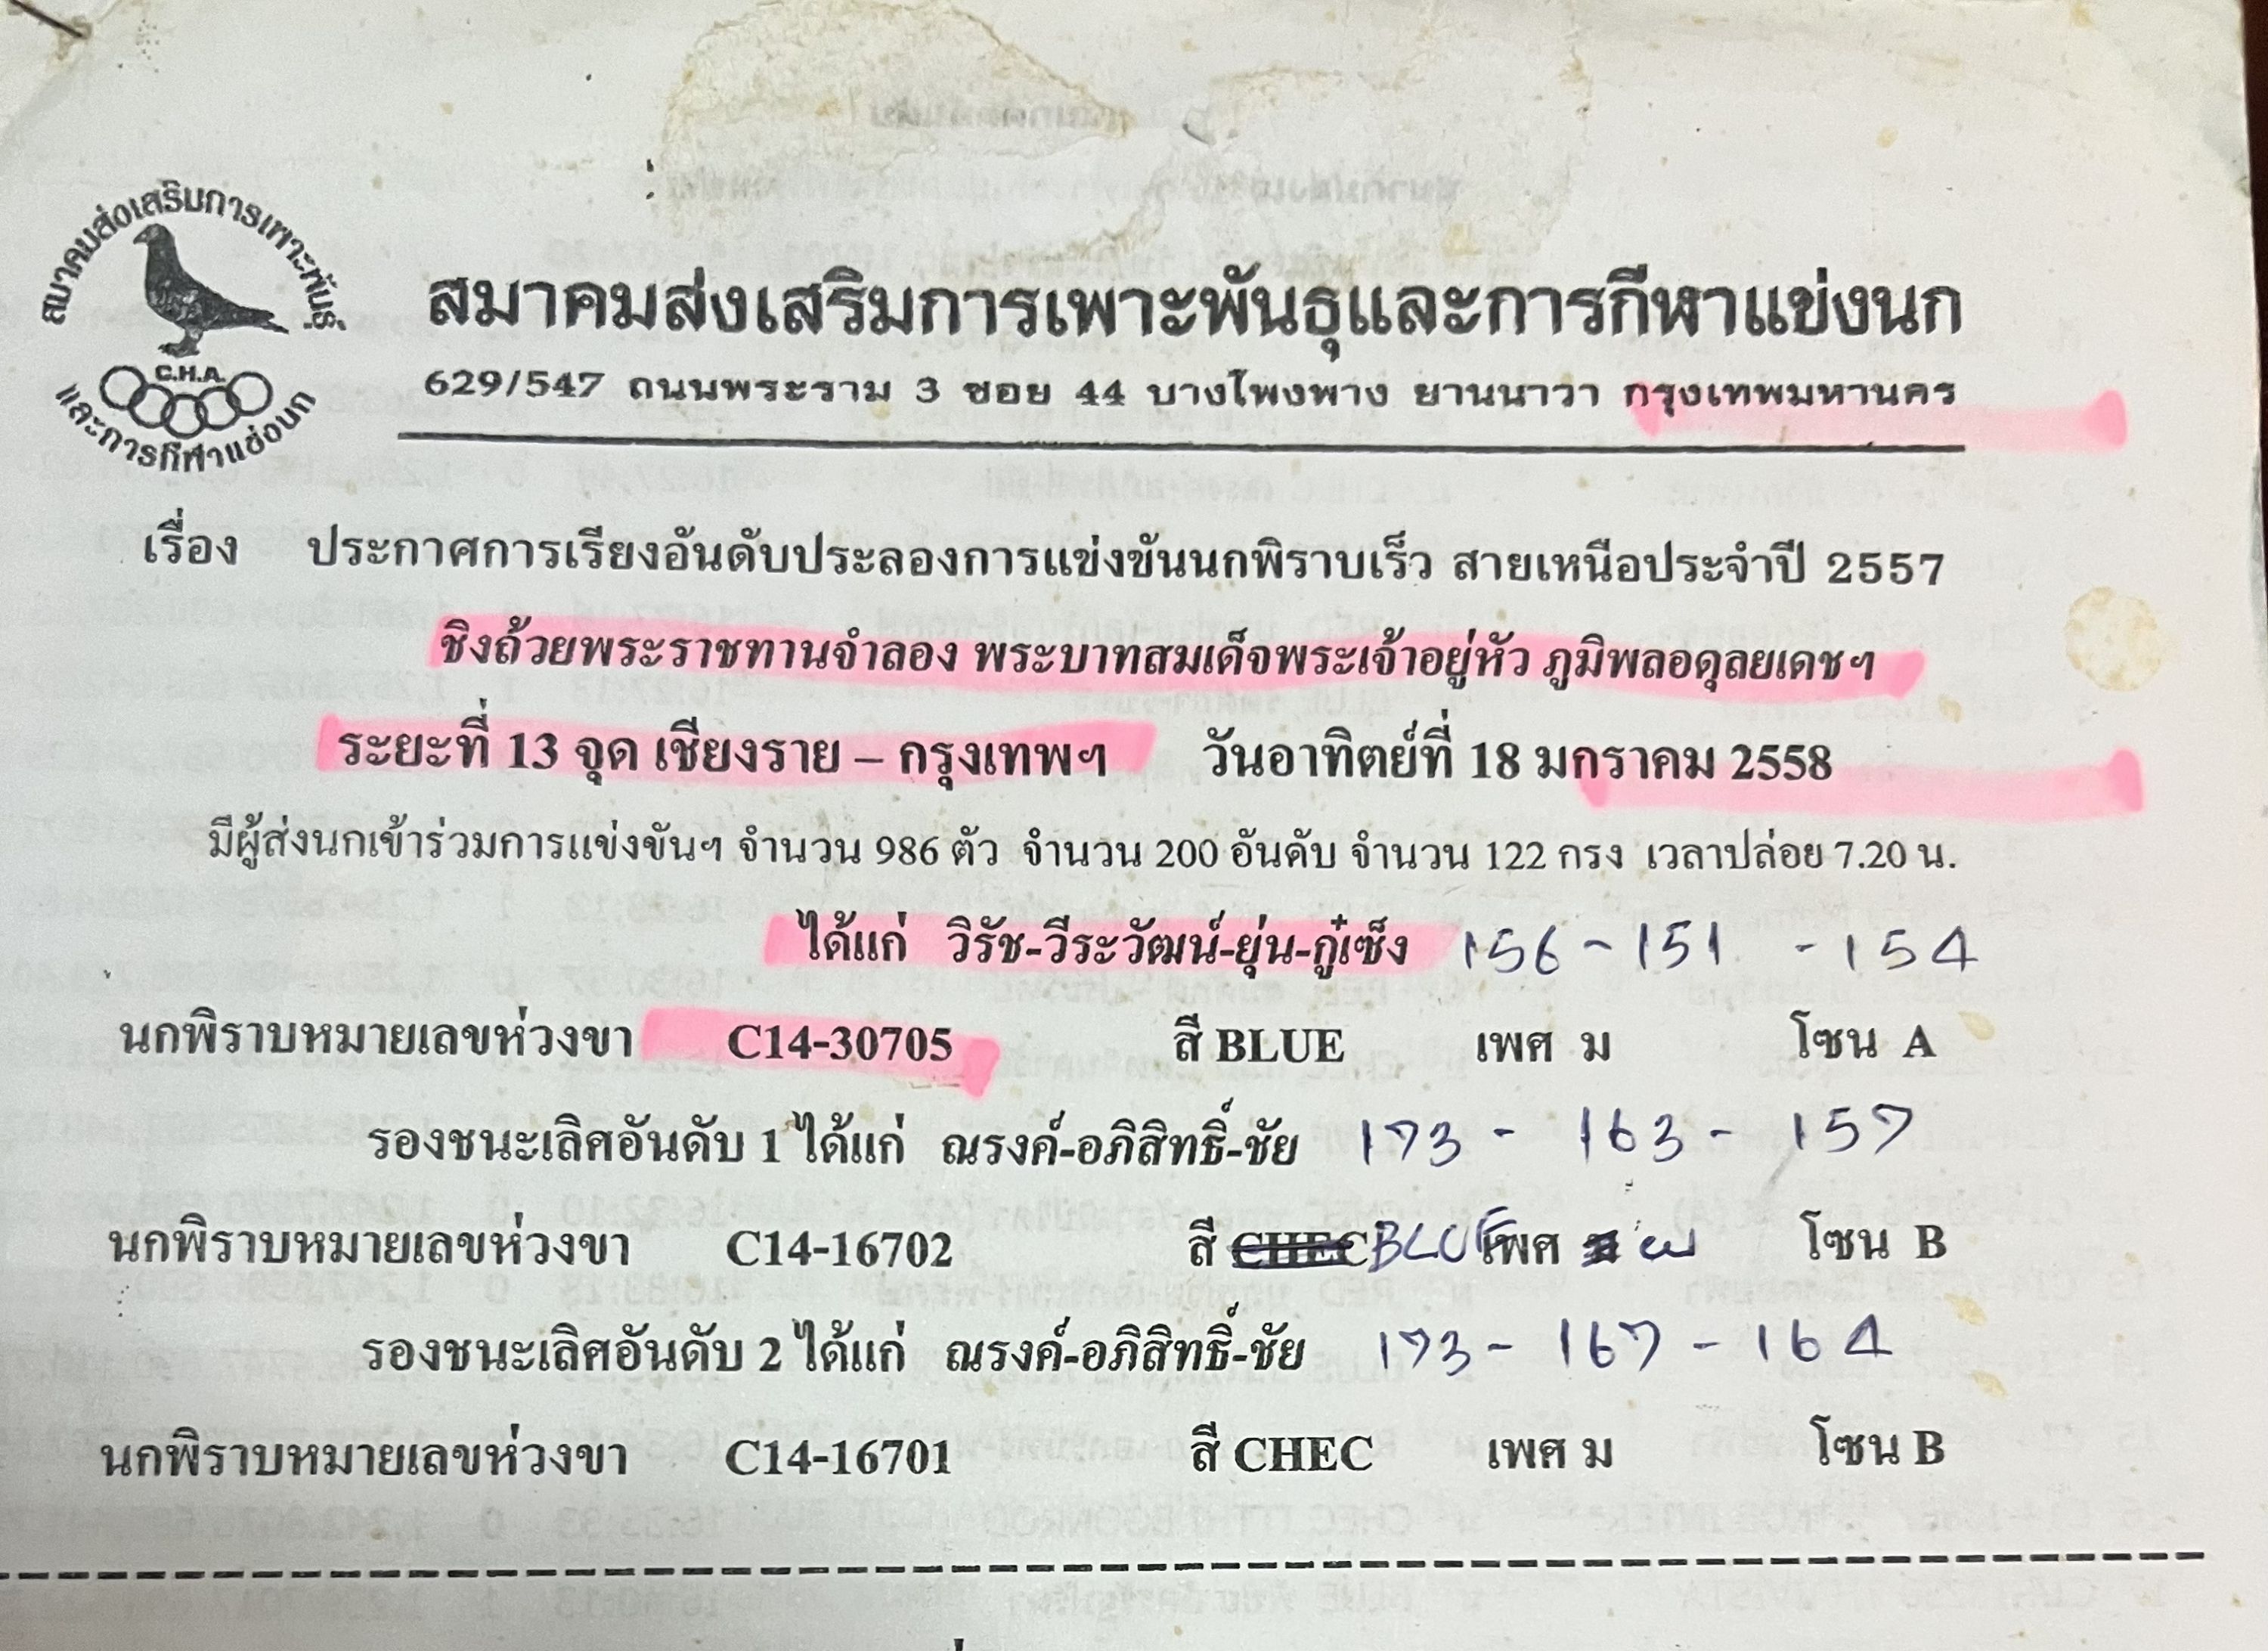 สมาคมส่งเสริมการเพาะพันธุ์
C.H.A.
และการกีฬาแข่งนก
สมาคมส่งเสริมการเพาะพันธุและการกีฬาแข่งนก
629/547 ถนนพระราม 3 ซอย 44 บางโพงพาง ยานนาวา กรุงเทพมหานคร
เรื่อง ประกาศการเรียงอันดับประลองการแข่งขันนกพิราบเร็ว สายเหนือประจำปี 2557
ชิงถ้วยพระราชทานจำลอง พระบาทสมเด็จพระเจ้าอยู่หัว ภูมิพลอดุลยเดชฯ
ระยะที่ 13 จุด เชียงราย – กรุงเทพฯ วันอาทิตย์ที่ 18 มกราคม 2558
มีผู้ส่งนกเข้าร่วมการแข่งขันฯ จำนวน 986 ตัว จำนวน 200 อันดับ จำนวน 122 กรง เวลาปล่อย 7.20 น.
ได้แก่ วิรัช-วีระวัฒน์-ยุ่น-กู๋เซ็ง 156 - 151 - 154
นกพิราบหมายเลขห่วงขา C14-30705 สี BLUE เพศ ม โซน A
รองชนะเลิศอันดับ 1 ได้แก่ ณรงค์-อภิสิทธิ์-ชัย 173 - 163 - 157
นกพิราบหมายเลขห่วงขา C14-16702 สี CHEC BLUE เพศ ผ โซน B
รองชนะเลิศอันดับ 2 ได้แก่ ณรงค์-อภิสิทธิ์-ชัย 173 - 167 - 164
นกพิราบหมายเลขห่วงขา C14-16701 สี CHEC เพศ ม โซน B